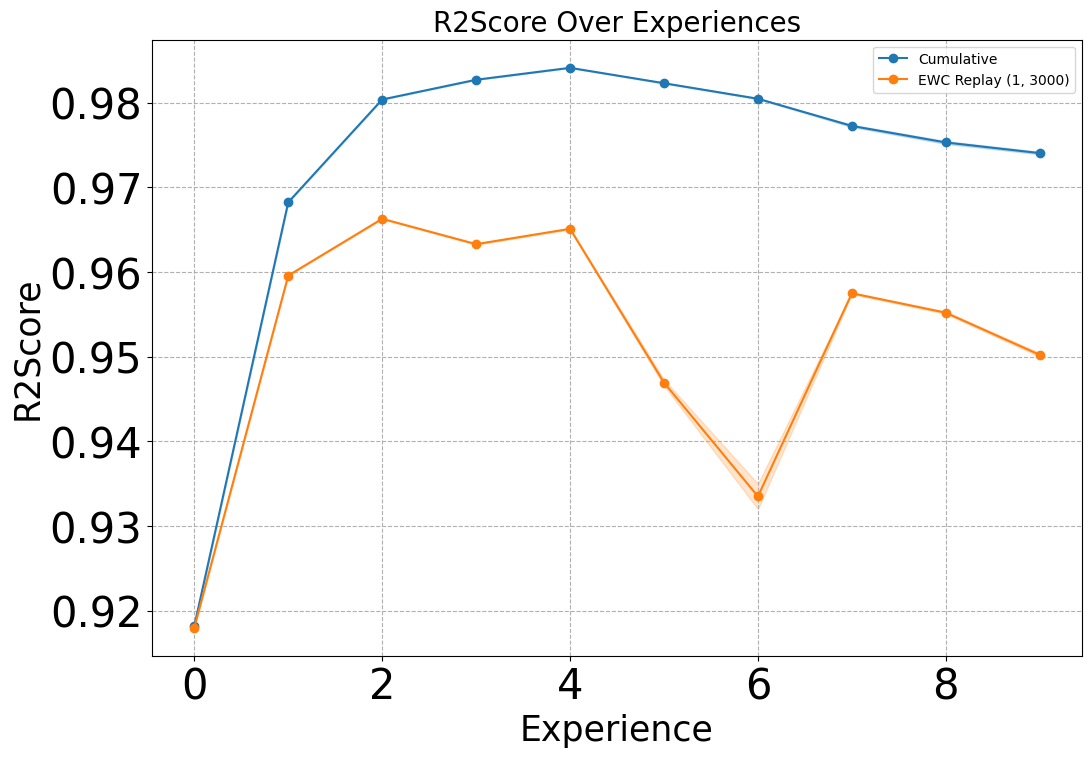 R2Score Over Experiences
Cumulative
EWC Replay (1, 3000)
R2Score
0.98
0.97
0.96
0.95
0.94
0.93
0.92
0 2 4 6 8
Experience